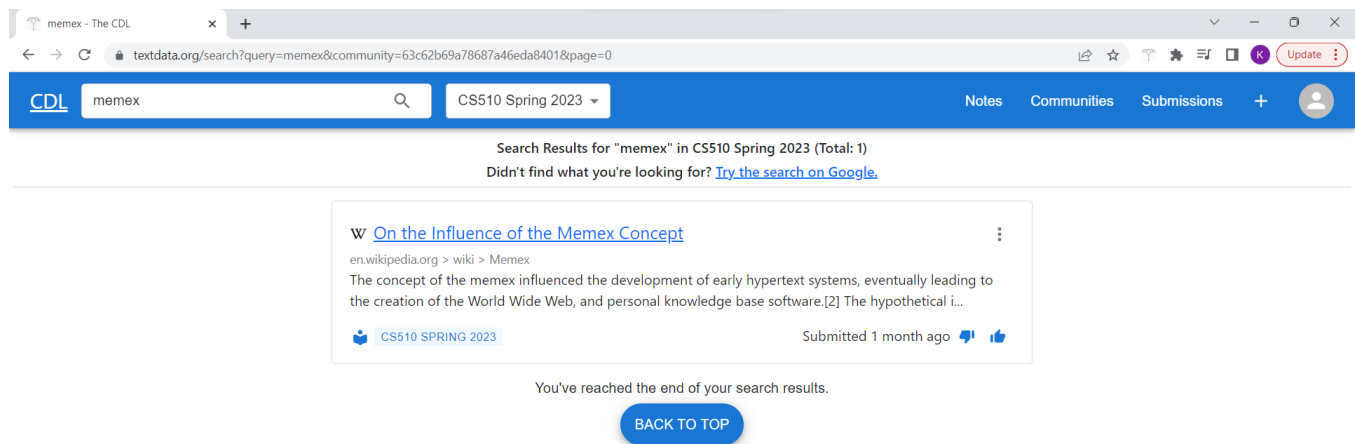 memex - The CDL
textdata.org/search?query=memex&community=63c62b69a78687a46eda8401&page=0
K
Update
CDL
memex
CS510 Spring 2023
Notes
Communities
Submissions
Search Results for "memex" in CS510 Spring 2023 (Total: 1)
Didn't find what you're looking for? Try the search on Google.
W On the Influence of the Memex Concept
en.wikipedia.org > wiki > Memex
The concept of the memex influenced the development of early hypertext systems, eventually leading to
the creation of the World Wide Web, and personal knowledge base software.[2] The hypothetical i...
CS510 SPRING 2023
Submitted 1 month ago
You've reached the end of your search results.
BACK TO TOP